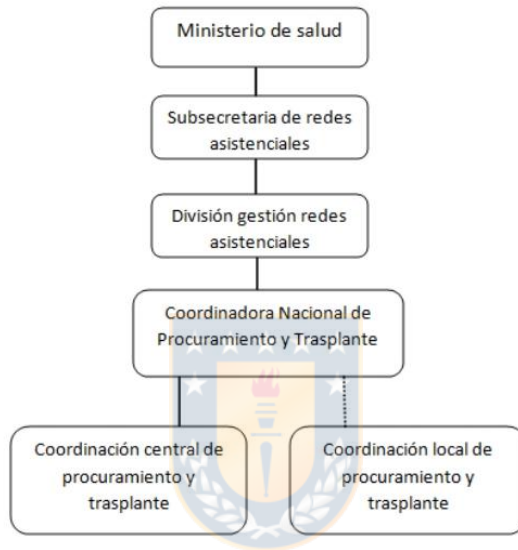 Ministerio de salud
Subsecretaria de redes
asistenciales
División gestión redes
asistenciales
Coordinadora Nacional de
Procuramiento y Trasplante
Coordinación central de
procuramiento y
trasplante
Coordinación local de
procuramiento y
trasplante